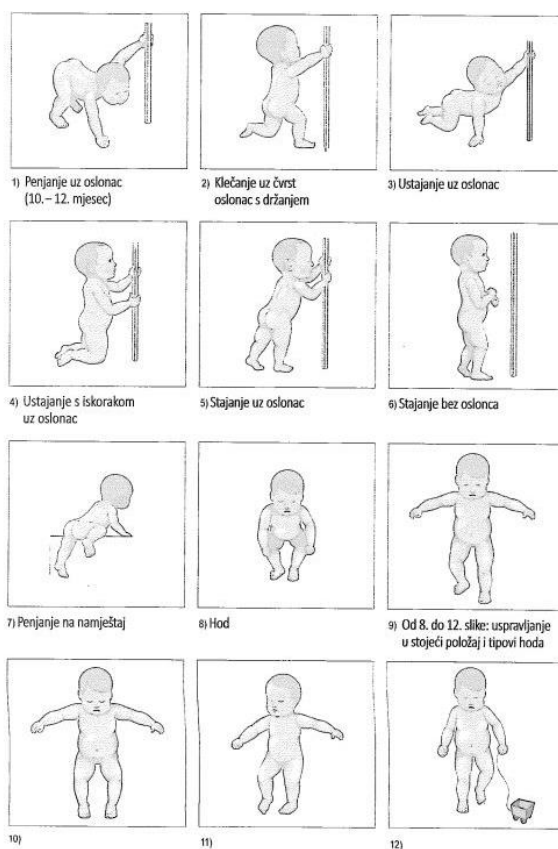 1) Penjanje uz oslonac
(10. – 12. mjesec)
2) Klečanje uz čvrst
oslonac s držanjem
3) Ustajanje uz oslonac
4) Ustajanje s iskorakom
uz oslonac
5) Stajanje uz oslonac
6) Stajanje bez oslonca
7) Penjanje na namještaj
8) Hod
9) Od 8. do 12. slike: uspravljanje
u stojeći položaj i tipovi hoda
10)
11)
12)